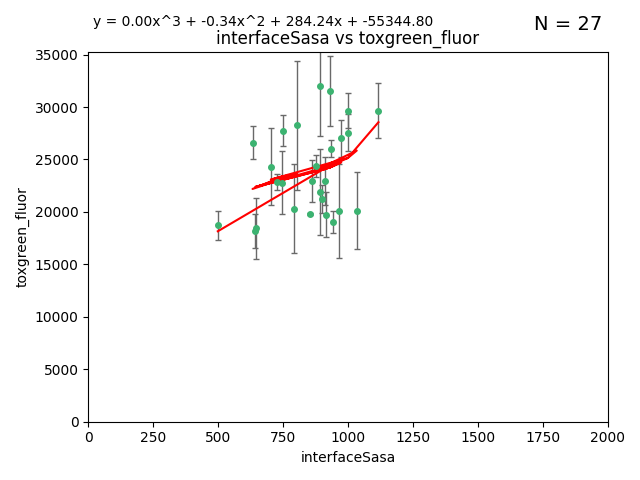 y = 0.00x^3 + -0.34x^2 + 284.24x + -55344.80
N = 27
interfaceSasa vs toxgreen_fluor
35000
30000
25000
20000
15000
10000
5000
0
toxgreen_fluor
0 250 500 750 1000 1250 1500 1750 2000
interfaceSasa